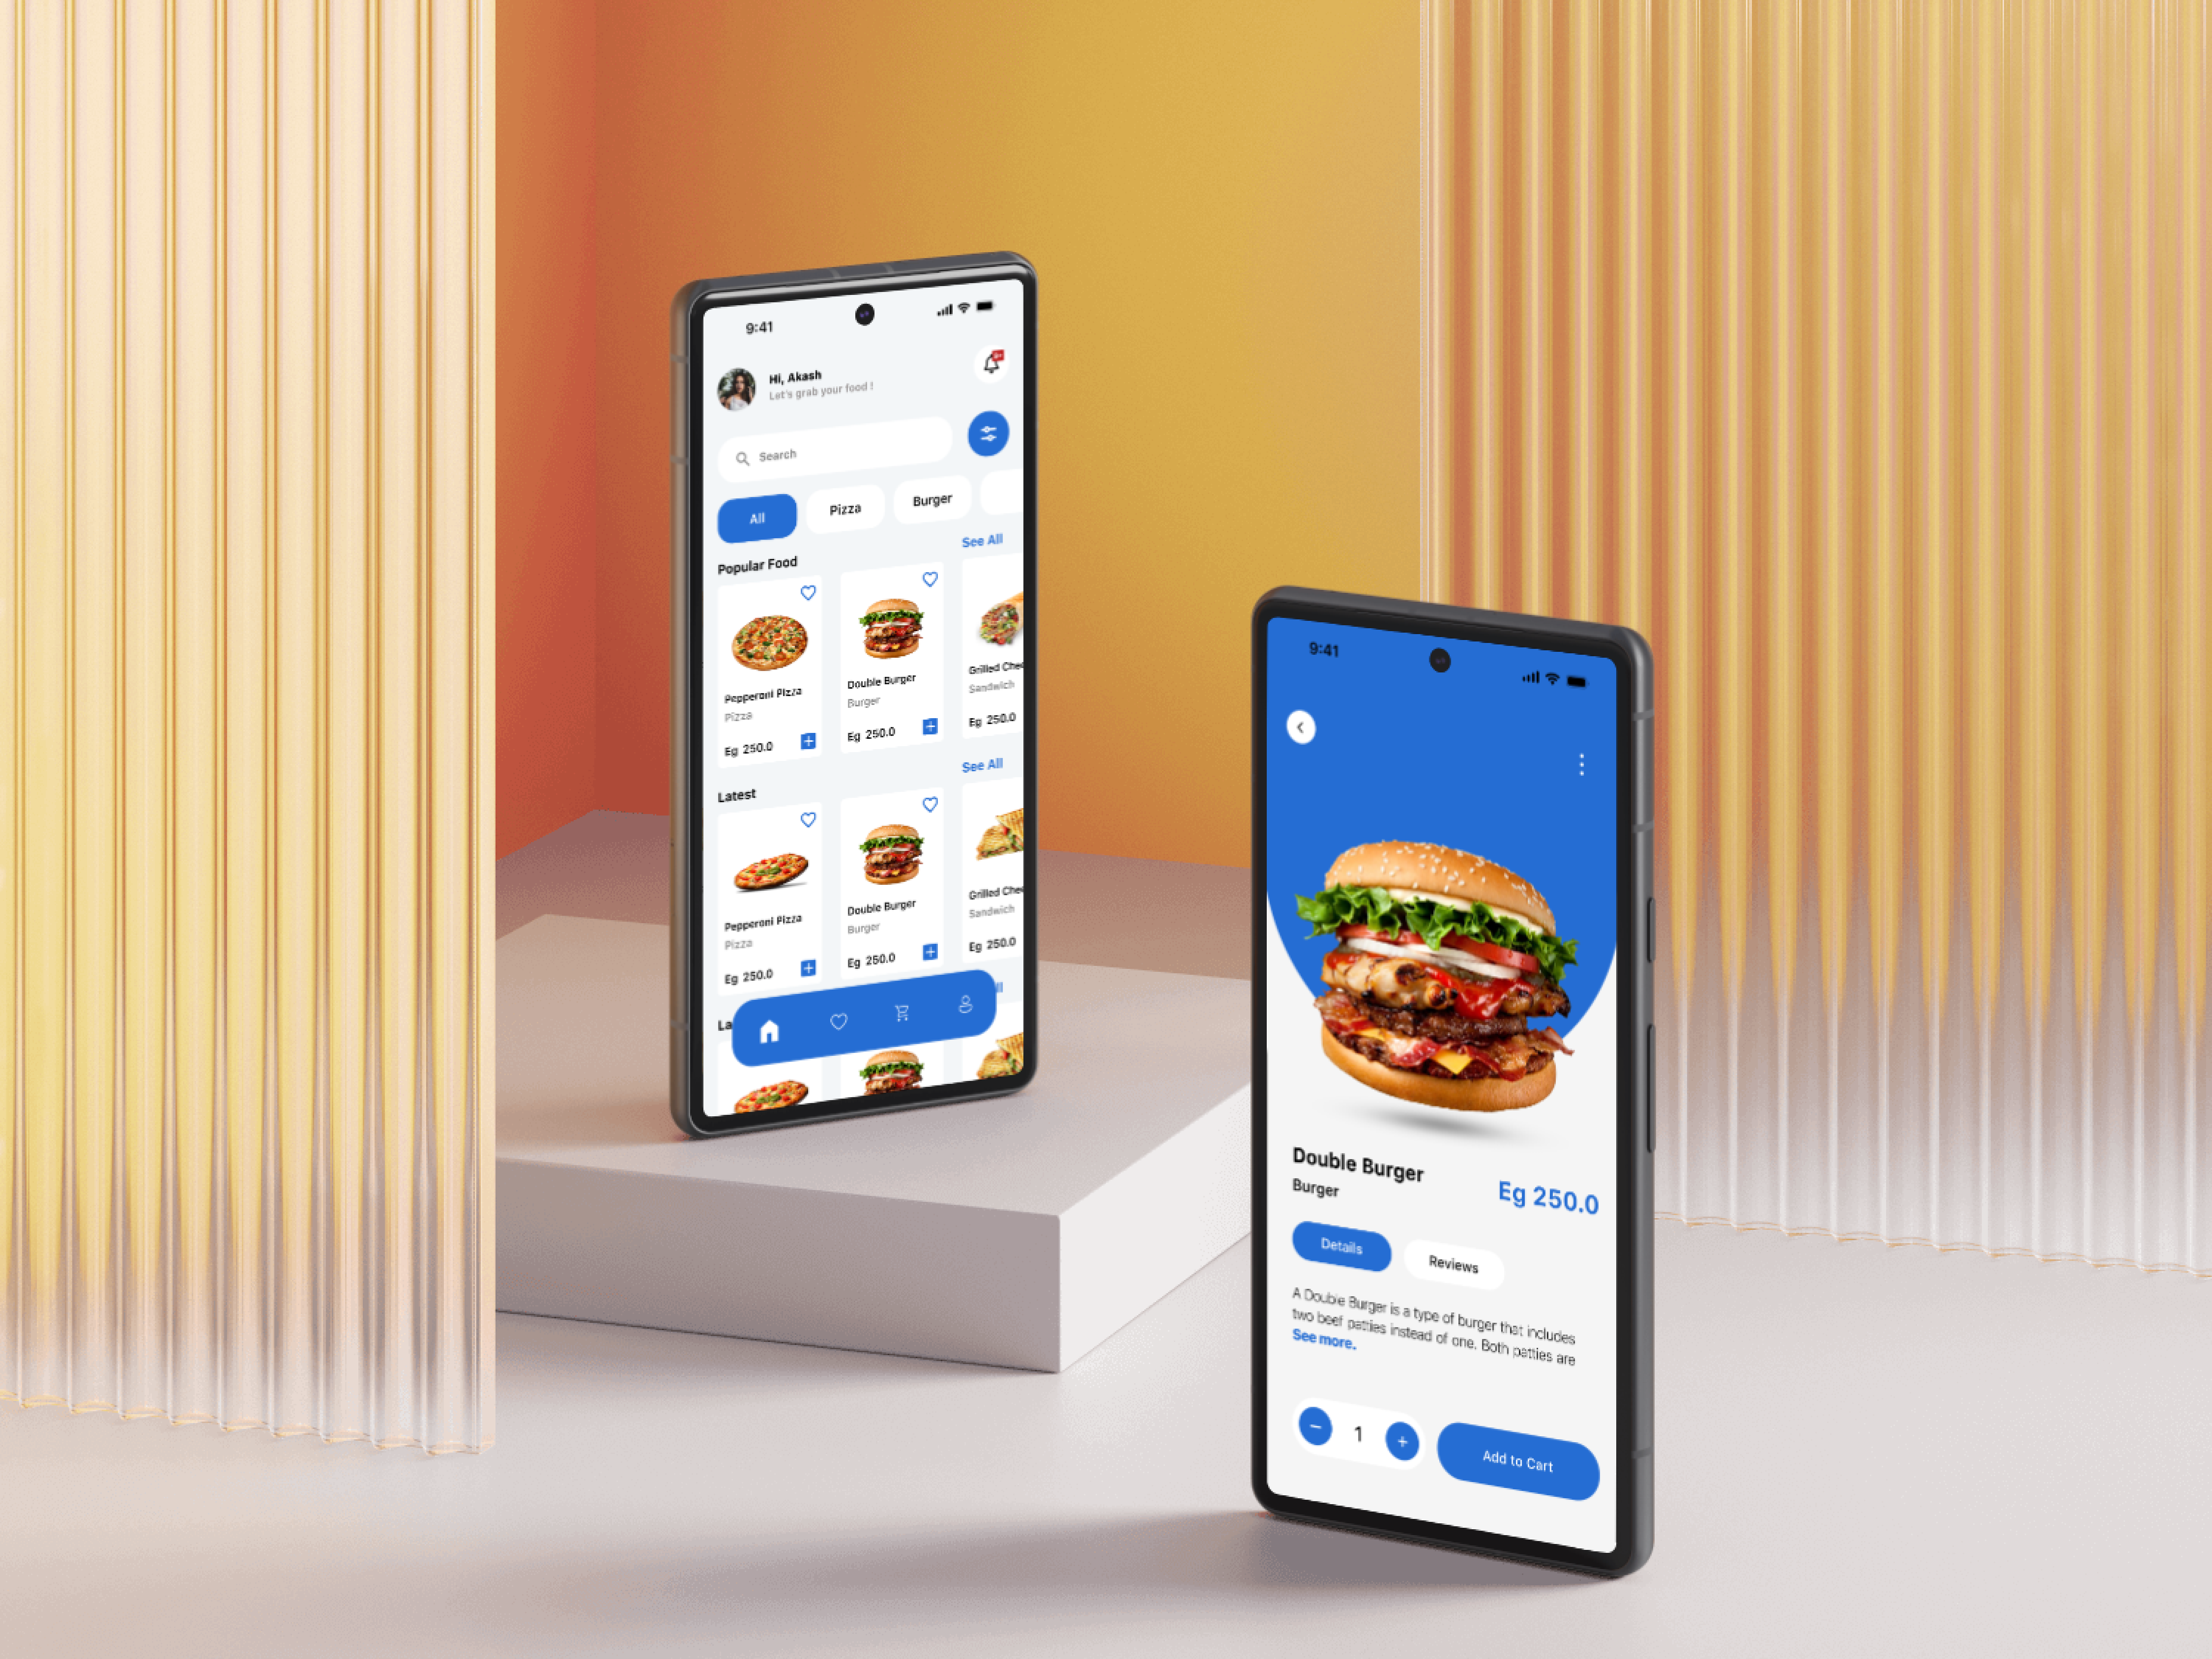 9:41
Hi, Akash
Let's grab your food !
Search
All
Pizza
Burger
See All
Popular Food
Pepperoni Pizza
Pizza
Eg 250.0
Double Burger
Burger
Eg 250.0
Grilled Chee
Sandwich
Eg 250.0
See All
Latest
Pepperoni Pizza
Pizza
Eg 250.0
Double Burger
Burger
Eg 250.0
Grilled Chee
Sandwich
Eg 250.0
La
ll
9:41
Double Burger
Burger
Eg 250.0
Details
Reviews
A Double Burger is a type of burger that includes
two beef patties instead of one. Both patties are
See more.
1
Add to Cart